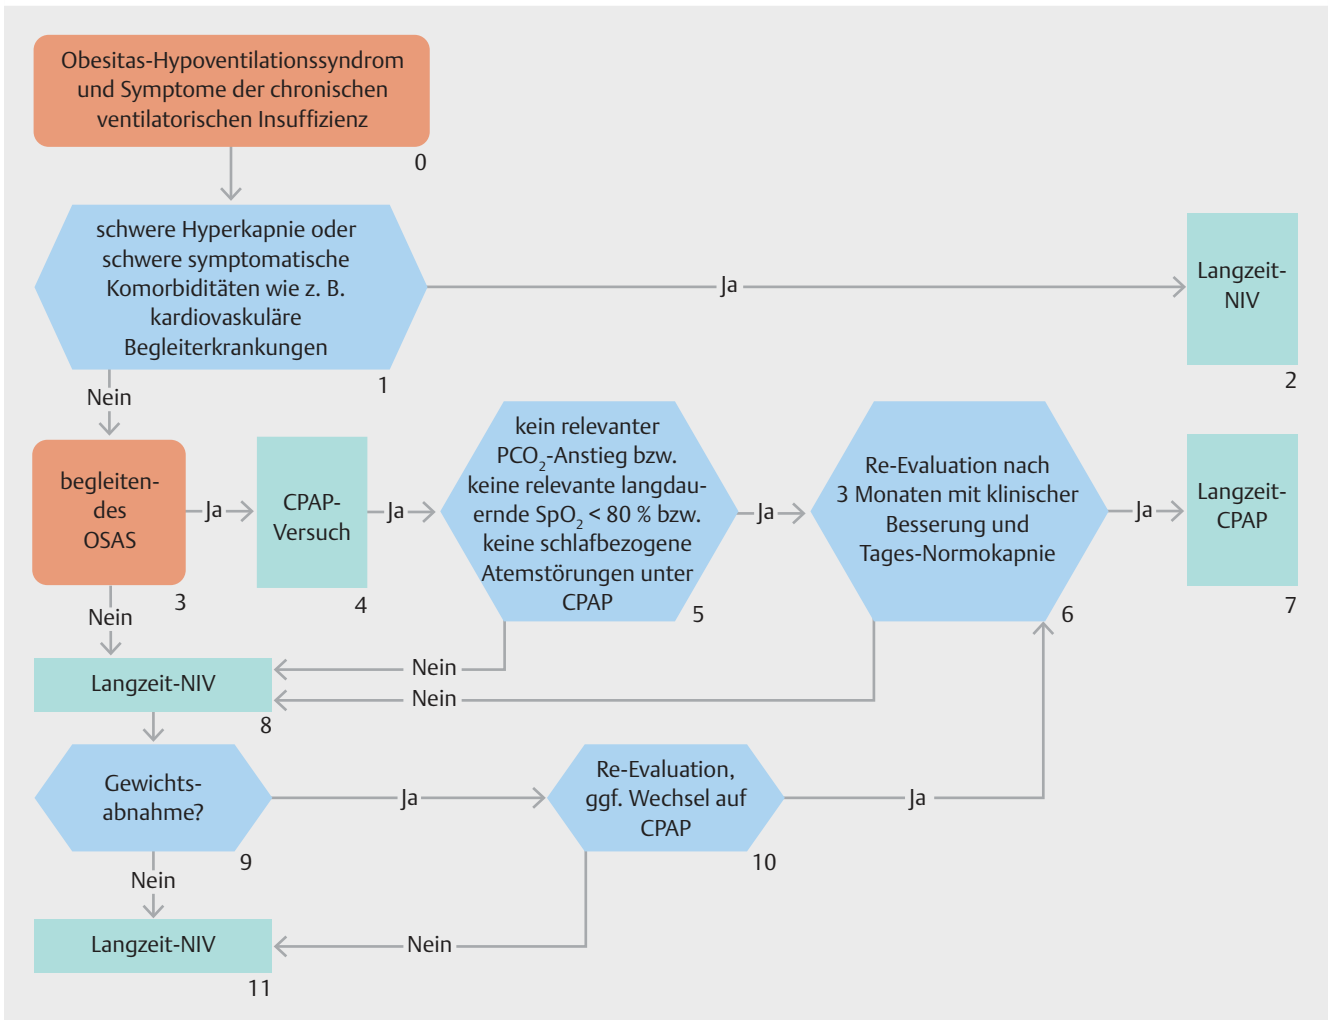 Obesitas-Hypoventilationssyndrom
und Symptome der chronischen
ventilatorischen Insuffizienz
0
schwere Hyperkapnie oder
schwere symptomatische
Komorbiditäten wie z. B.
kardiovaskuläre
Begleiterkrankungen
1
Ja
Langzeit-
NIV
2
Nein
begleiten-
des
OSAS
3
Ja
CPAP-
Versuch
4
Ja
kein relevanter
PCO₂-Anstieg bzw.
keine relevante langdau-
ernde SpO₂ < 80 % bzw.
keine schlafbezogene
Atemstörungen unter
CPAP
5
Ja
Re-Evaluation nach
3 Monaten mit klinischer
Besserung und
Tages-Normokapnie
6
Ja
Langzeit-
CPAP
7
Nein
Nein
Nein
Langzeit-NIV
8
Gewichts-
abnahme?
9
Ja
Re-Evaluation,
ggf. Wechsel auf
CPAP
10
Ja
Nein
Nein
Langzeit-NIV
11